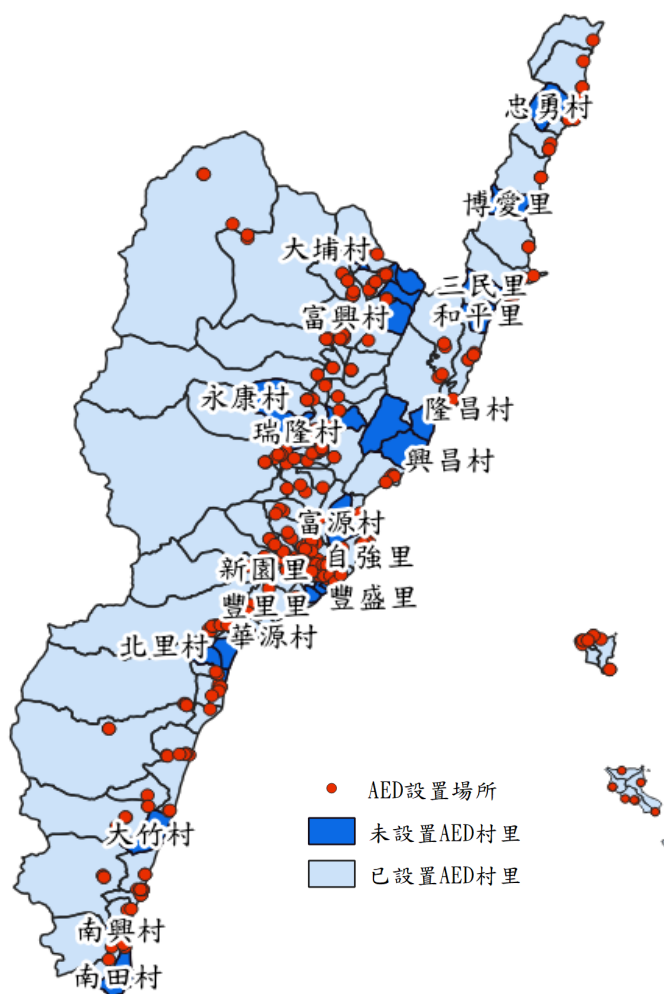 忠勇村
博愛里
大埔村
三民里
富興村
和平里
永康村
隆昌村
瑞隆村
興昌村
富源村
自強里
新園里
豐里里
豐盛里
華源村
北里村
AED設置場所
未設置AED村里
大竹村
已設置AED村里
南興村
南田村